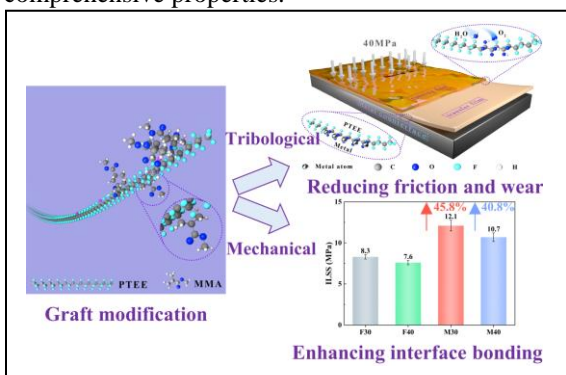 comprehensive properties.
40MPa
H₂O
O₂
PTEE
Metal
Metal atom C O F H
Tribological
Reducing friction and wear
Mechanical
PTEE MMA
Graft modification
45.8% 40.8%
ILSS (MPa)
15
10
5
0
8.3
7.6
12.1
10.7
F30 F40 M30 M40
Enhancing interface bonding